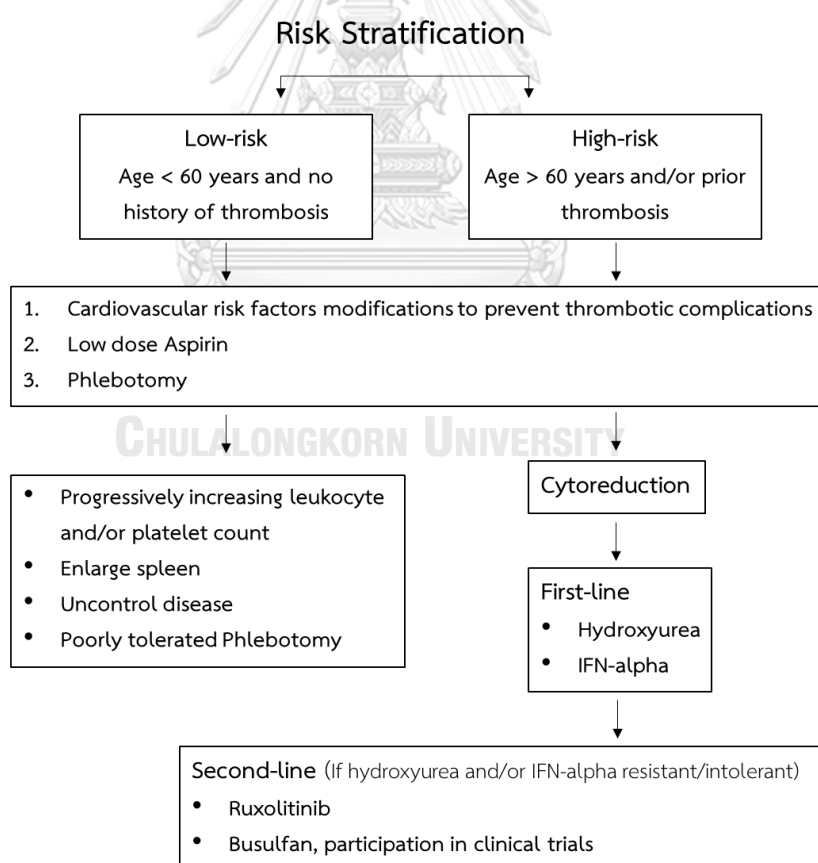 Risk Stratification
Low-risk
Age < 60 years and no
history of thrombosis
High-risk
Age > 60 years and/or prior
thrombosis
1. Cardiovascular risk factors modifications to prevent thrombotic complications
2. Low dose Aspirin
3. Phlebotomy
CHULALONGKORN UNIVERSITY
• Progressively increasing leukocyte
and/or platelet count
• Enlarge spleen
• Uncontrol disease
• Poorly tolerated Phlebotomy
Cytoreduction
First-line
• Hydroxyurea
• IFN-alpha
Second-line (If hydroxyurea and/or IFN-alpha resistant/intolerant)
• Ruxolitinib
• Busulfan, participation in clinical trials